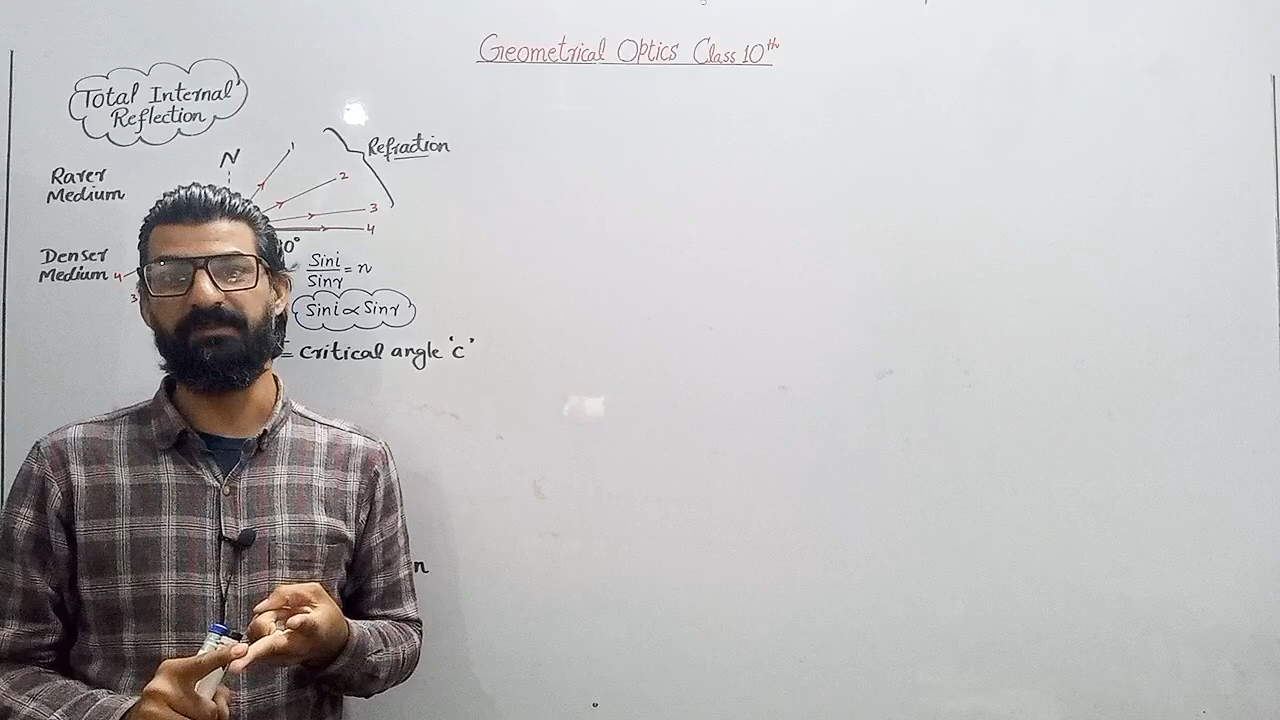 Geometrical Optics Class 10th
Total Internal
Reflection
N
1
Refraction
2
Rarer
Medium
3
4
0°
Denser
Medium
4
3
Sini/Sinr = n
Sini ∝ Sinr
= critical angle 'c'
n